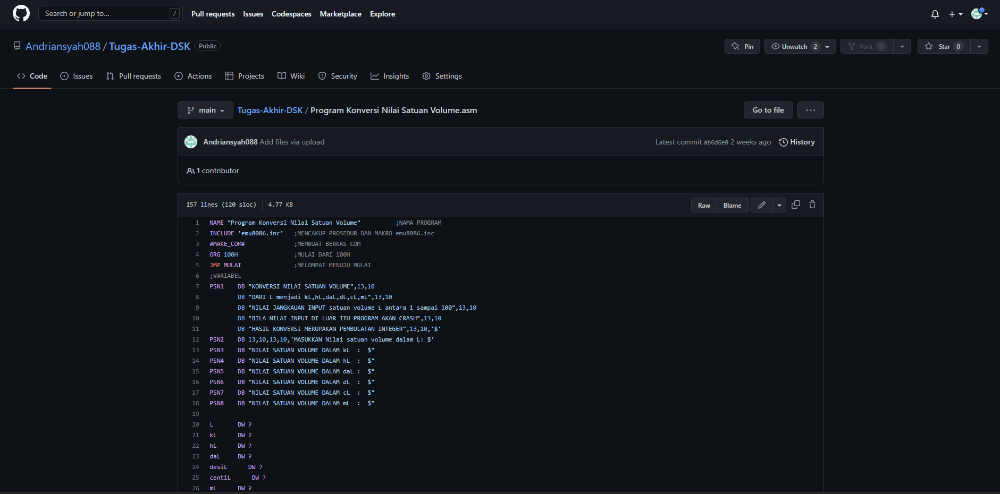 Search or jump to... /
Pull requests Issues Codespaces Marketplace Explore
Andriansyah088 / Tugas-Akhir-DSK Public
Pin Unwatch 2 Fork 0 Star 0
Code Issues Pull requests Actions Projects Wiki Security Insights Settings
main Tugas-Akhir-DSK / Program Konversi Nilai Satuan Volume.asm Go to file ...
Andriansyah088 Add files via upload Latest commit ab6d6e0 2 weeks ago History
1 contributor
157 lines (120 sloc) 4.77 KB Raw Blame
1 NAME "Program Konversi Nilai Satuan Volume" ;NAMA PROGRAM
2 INCLUDE 'emu8086.inc' ;MENCAKUP PROSEDUR DAN MAKRO emu8086.inc
3 #MAKE_COM# ;MEMBUAT BERKAS COM
4 ORG 100H ;MULAI DARI 100H
5 JMP MULAI ;MELOMPAT MENUJU MULAI
6 ;VARIABEL
7 PSN1 DB "KONVERSI NILAI SATUAN VOLUME",13,10
8 DB "DARI L menjadi kL,hL,daL,dL,cL,mL",13,10
9 DB "NILAI JANGKAUAN INPUT satuan volume L antara 1 sampai 100",13,10
10 DB "BILA NILAI INPUT DI LUAR ITU PROGRAM AKAN CRASH",13,10
11 DB "HASIL KONVERSI MERUPAKAN PEMBULATAN INTEGER",13,10,'$'
12 PSN2 DB 13,10,13,10,'MASUKKAN Nilai satuan volume dalam L: $'
13 PSN3 DB "NILAI SATUAN VOLUME DALAM kL : $"
14 PSN4 DB "NILAI SATUAN VOLUME DALAM hL : $"
15 PSN5 DB "NILAI SATUAN VOLUME DALAM daL : $"
16 PSN6 DB "NILAI SATUAN VOLUME DALAM dL : $"
17 PSN7 DB "NILAI SATUAN VOLUME DALAM cL : $"
18 PSN8 DB "NILAI SATUAN VOLUME DALAM mL : $"
19
20 L DW ?
21 kL DW ?
22 hL DW ?
23 daL DW ?
24 desiL DW ?
25 centiL DW ?
26 mL DW ?